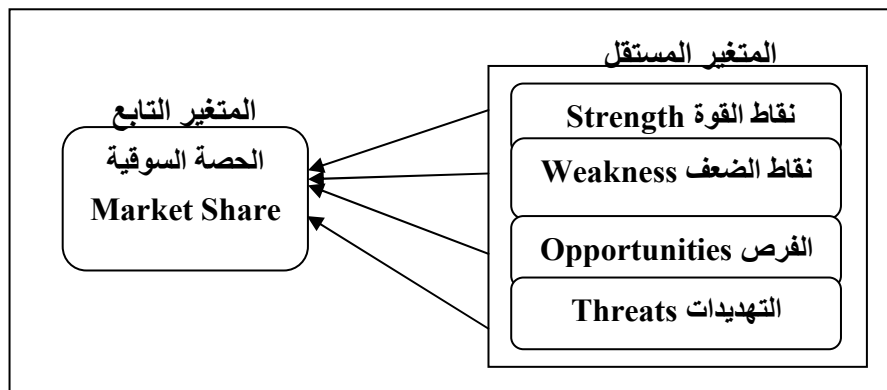 المتغير المستقل
نقاط القوة Strength
نقاط الضعف Weakness
الفرص Opportunities
التهديدات Threats
المتغير التابع
الحصة السوقية
Market Share